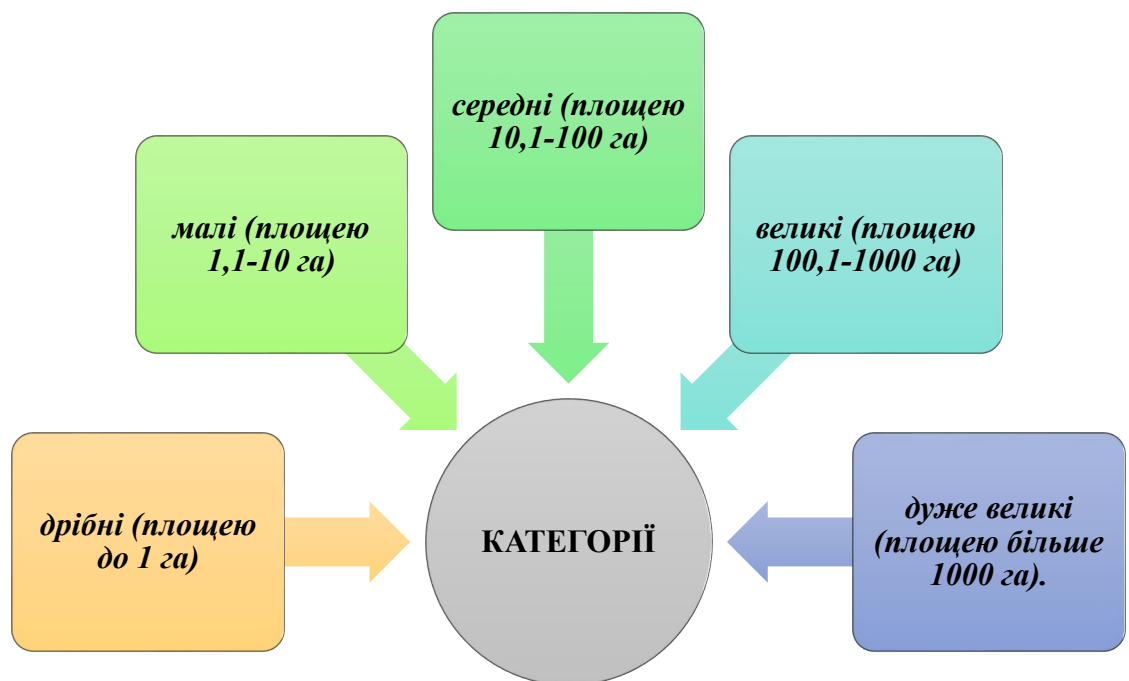 дрібні (площею
до 1 га)
малі (площею
1,1-10 га)
середні (площею
10,1-100 га)
великі (площею
100,1-1000 га)
дуже великі
(площею більше
1000 га).
КАТЕГОРІЇ